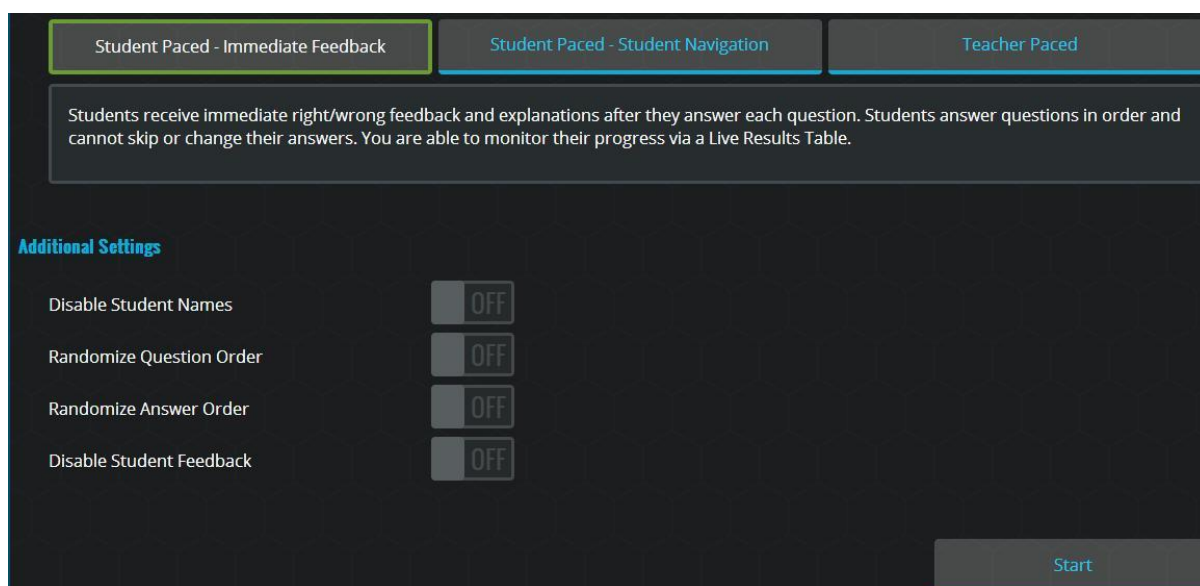 Student Paced - Immediate Feedback
Student Paced - Student Navigation
Teacher Paced
Students receive immediate right/wrong feedback and explanations after they answer each question. Students answer questions in order and
cannot skip or change their answers. You are able to monitor their progress via a Live Results Table.
Additional Settings
Disable Student Names OFF
Randomize Question Order OFF
Randomize Answer Order OFF
Disable Student Feedback OFF
Start